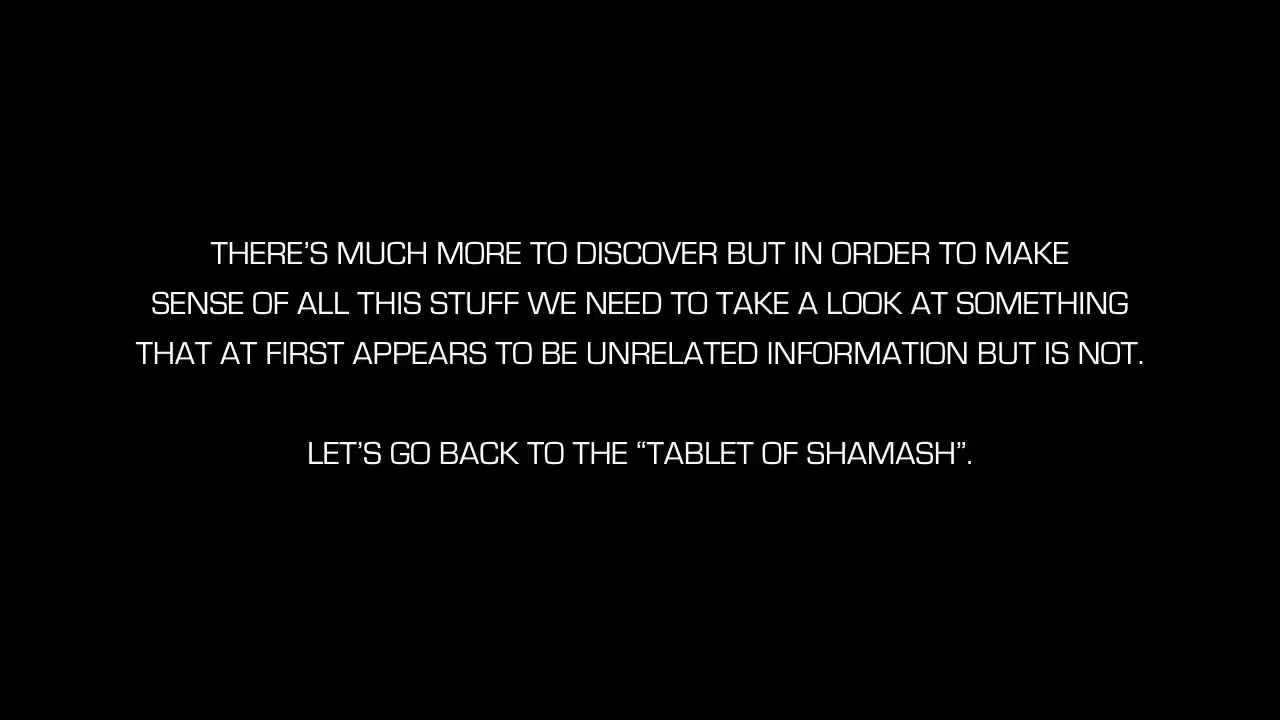 THERE'S MUCH MORE TO DISCOVER BUT IN ORDER TO MAKE
SENSE OF ALL THIS STUFF WE NEED TO TAKE A LOOK AT SOMETHING
THAT AT FIRST APPEARS TO BE UNRELATED INFORMATION BUT IS NOT.
LET'S GO BACK TO THE “TABLET OF SHAMASH”.